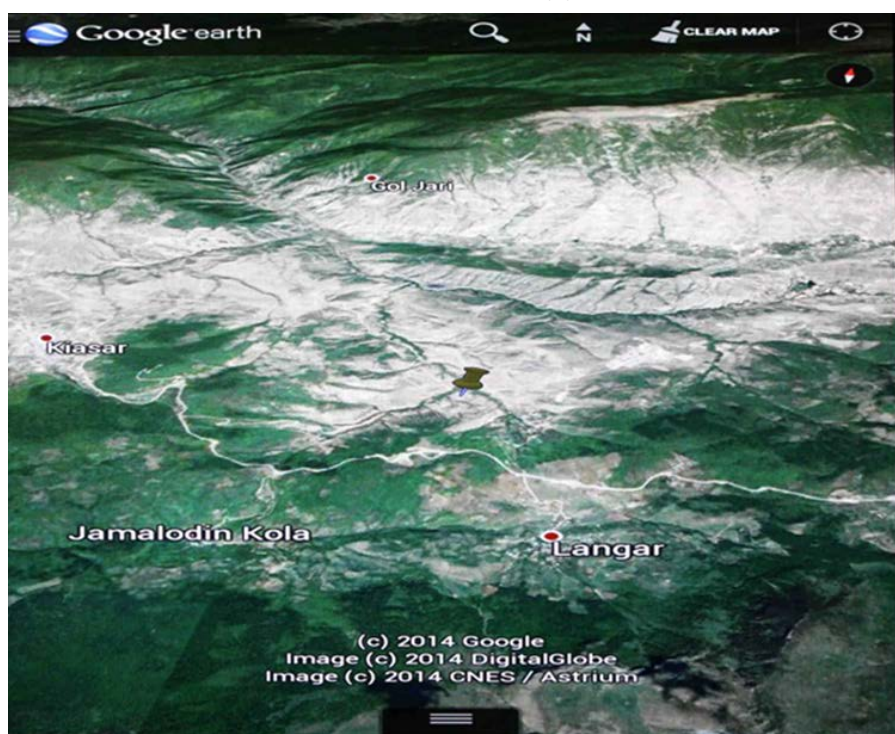 Google earth
N
CLEAR MAP
Gol Jari
Kiasar
Jamalodin Kola
Langar
(c) 2014 Google
Image (c) 2014 DigitalGlobe
Image (c) 2014 CNES / Astrium